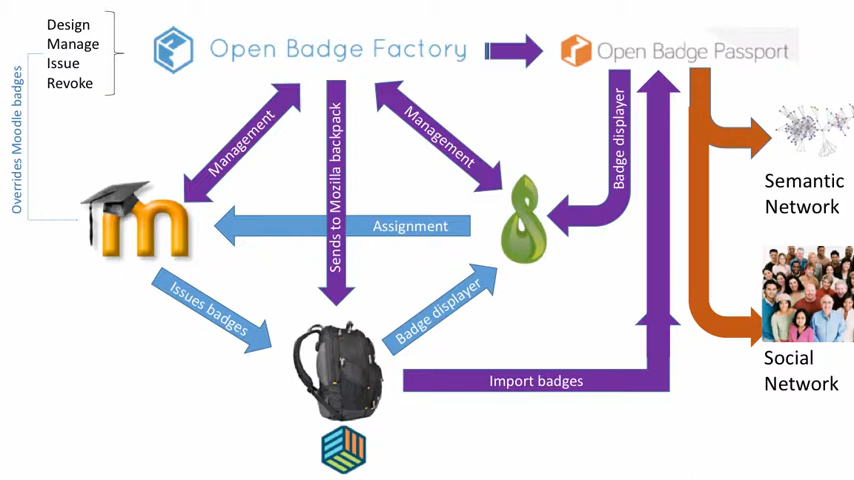 Design
Manage
Issue
Revoke
Open Badge Factory
Open Badge Passport
Overrides Moodle badges
Management
Sends to Mozilla backpack
Management
Badge displayer
Semantic
Network
m
Assignment
Issues badges
Badge displayer
Import badges
Social
Network